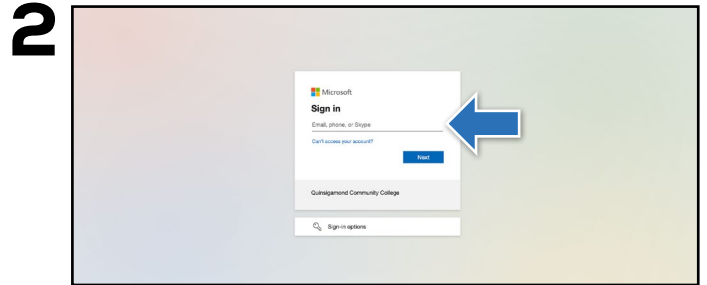 2
Microsoft
Sign in
Email, phone, or Skype
Can't access your account?
Next
Quinsigamond Community College
Sign-in options